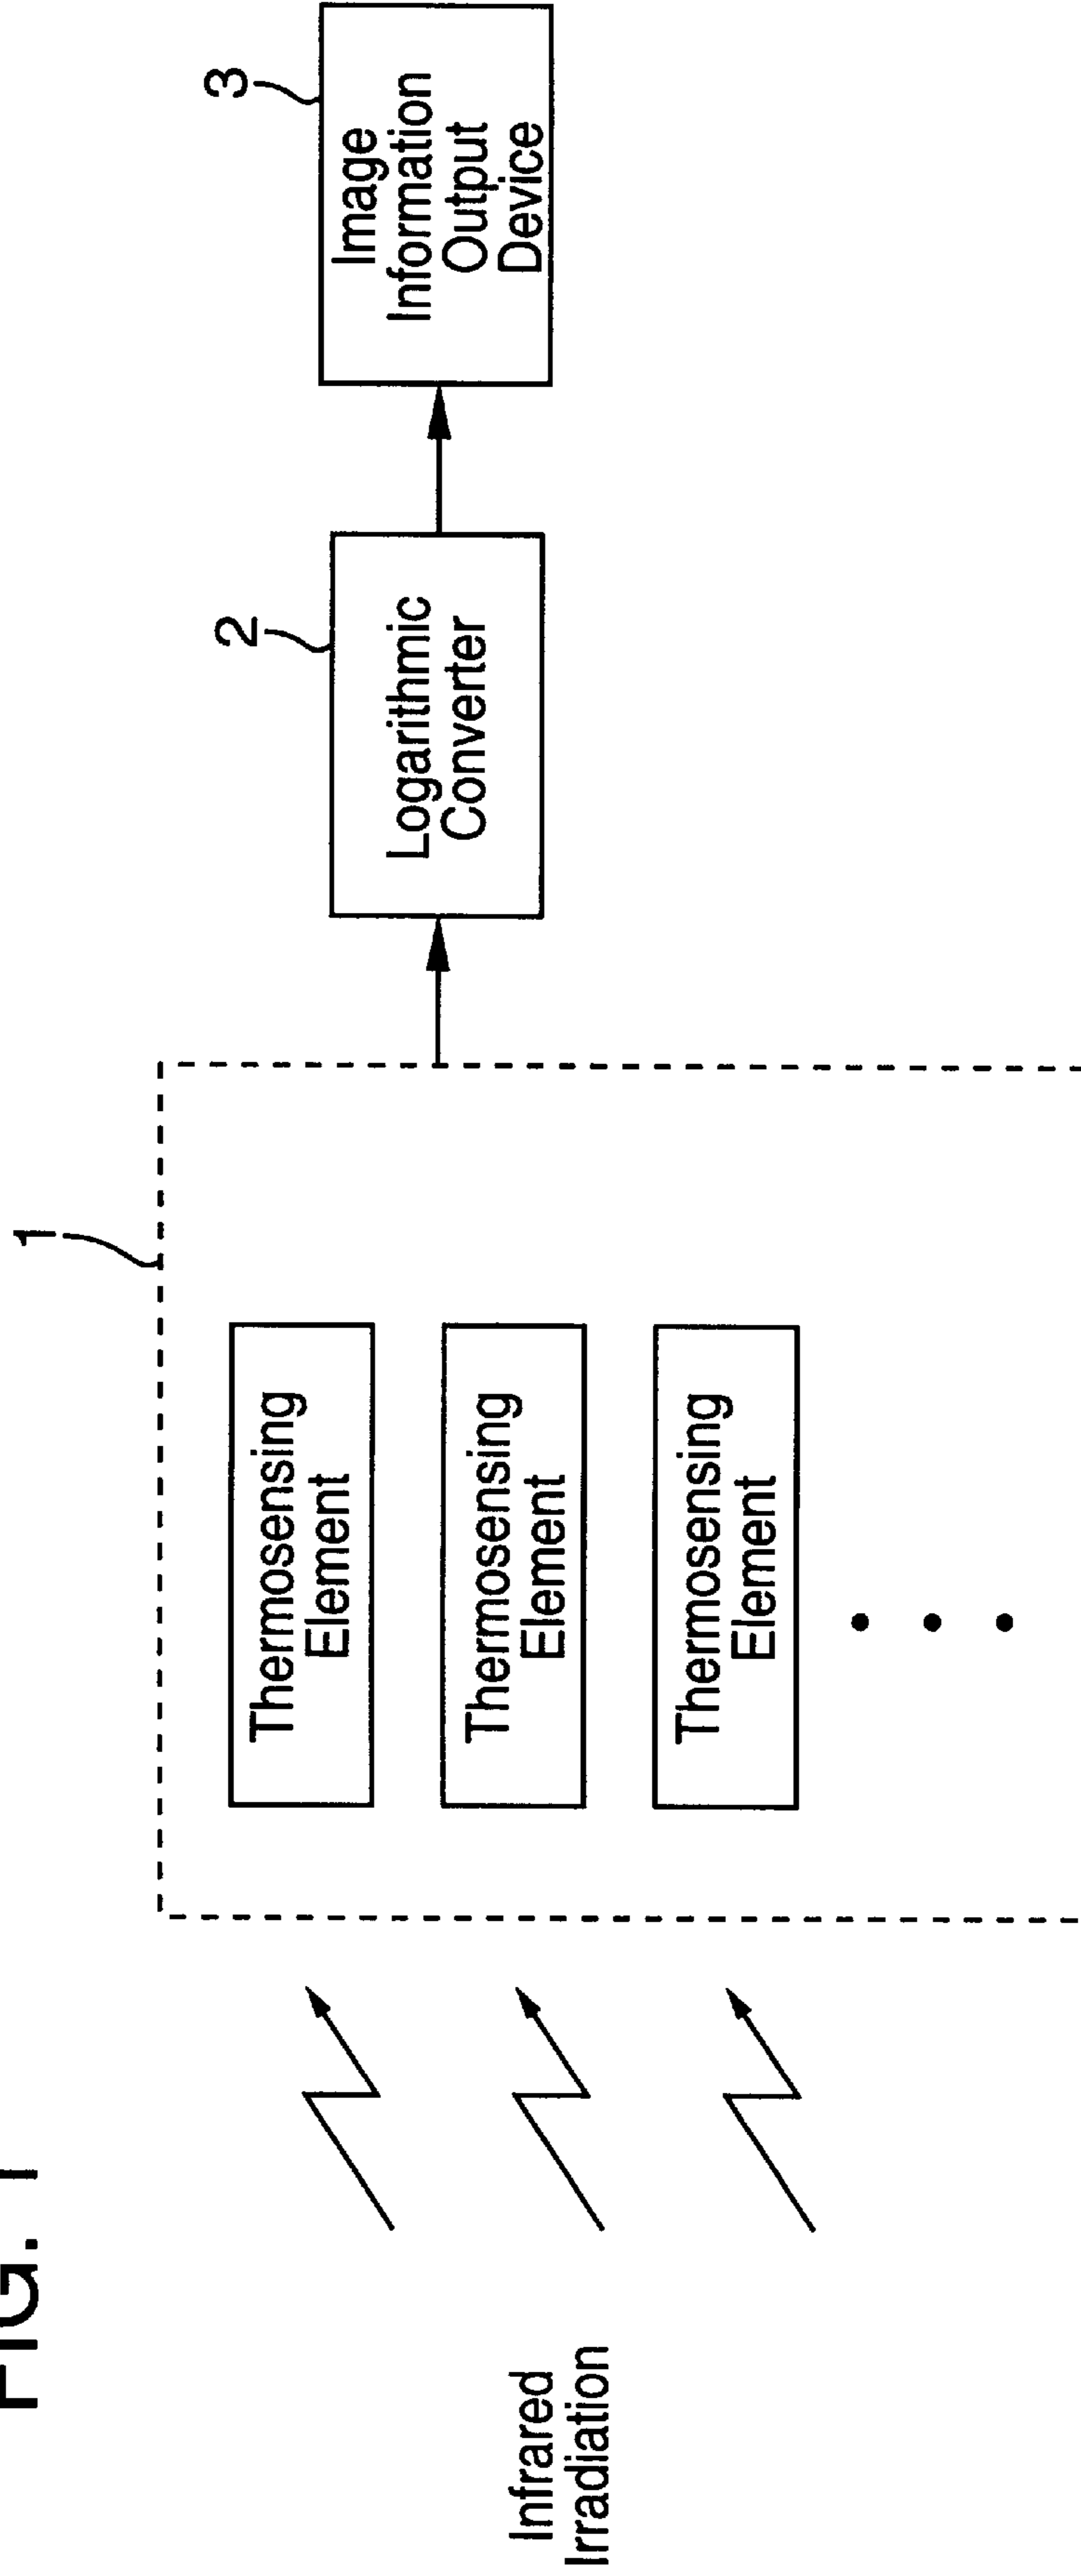 FIG. 1
1
2
3
Infrared
Irradiation
Thermosensing
Element
Thermosensing
Element
Thermosensing
Element
Logarithmic
Converter
Image
Information
Output
Device